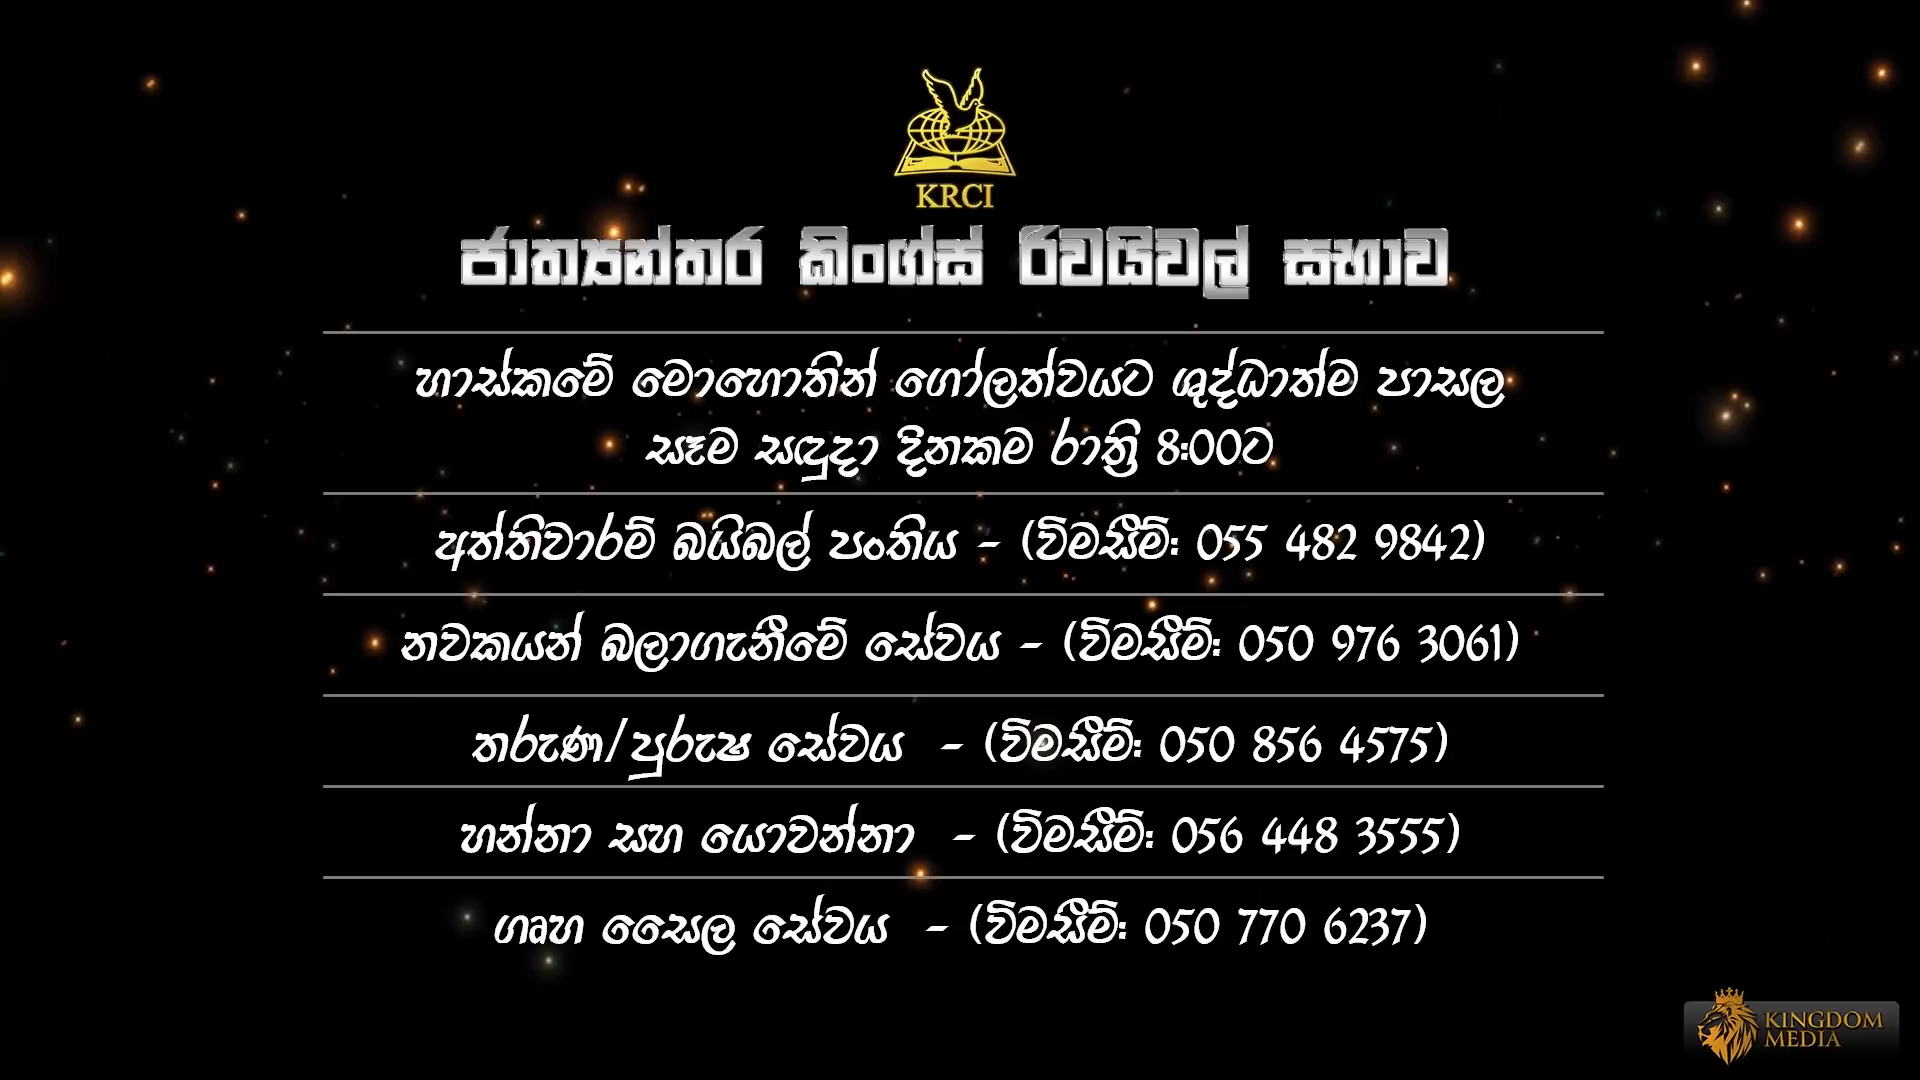 KRCI
ජාත්‍යන්තර කිංග්ස් රිවයිවල් සභාව
හාස්කමේ මොහොතින් ගෝලත්වයට ශුද්ධාත්ම පාසල
සෑම සඳුදා දිනකම රාත්‍රි 8:00ට
අත්තිවාරම් බයිබල් පංතිය - (විමසීම්: 055 482 9842)
නවකයන් බලාගැනීමේ සේවය - (විමසීම්: 050 976 3061)
තරුණ/පුරුෂ සේවය - (විමසීම්: 050 856 4575)
හන්නා සහ යොවන්නා - (විමසීම්: 056 448 3555)
ගෘහ සෛල සේවය - (විමසීම්: 050 770 6237)
KINGDOM
MEDIA